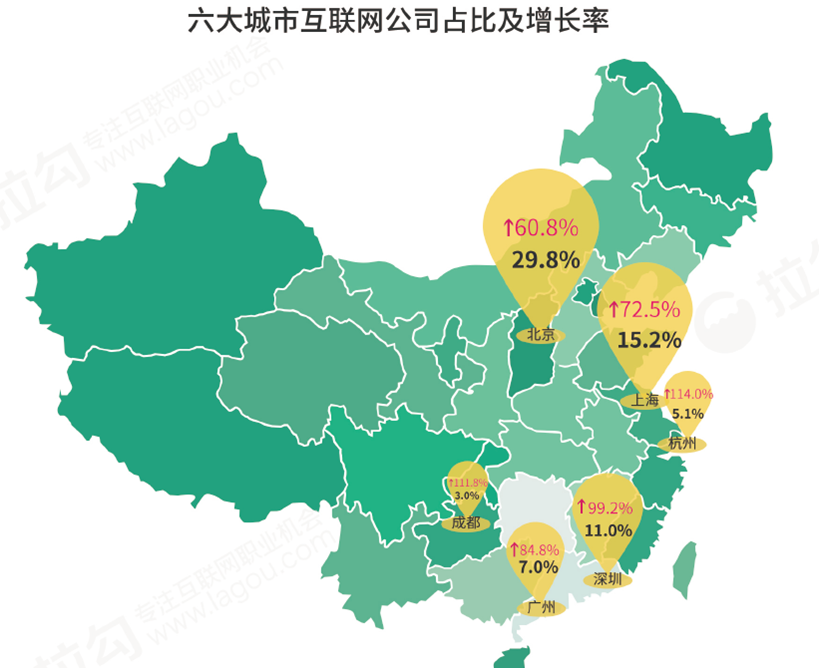 六大城市互联网公司占比及增长率
拉勾 专注互联网职业机会
www.lagou.com
↑60.8%
29.8%
北京
↑72.5%
15.2%
上海
↑114.0%
5.1%
杭州
↑111.8%
3.0%
成都
↑99.2%
11.0%
深圳
↑84.8%
7.0%
广州
拉勾
拉勾 专注互联网职业机会
www.lagou.com